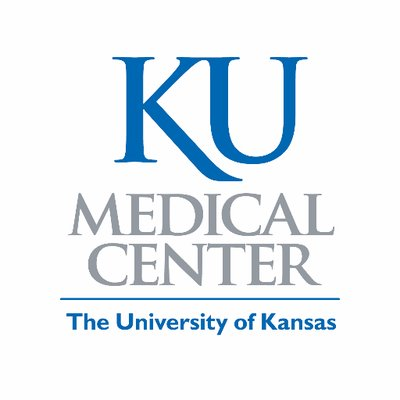 KU
MEDICAL
CENTER
The University of Kansas